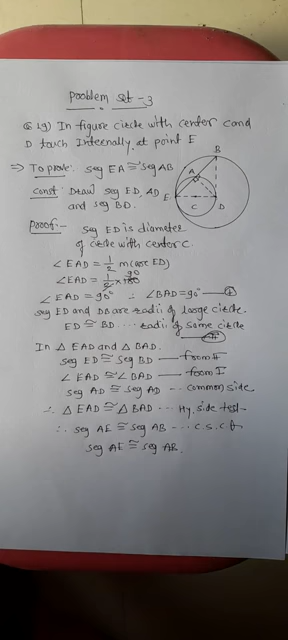 Problem set - 3
Q 19) In figure circle with center C and
D touch Internally, at point E
⇒ To prove: seg EA ≅ seg AB
Const: Draw seg ED, AD
and seg BD.
B
A
E
C
D
Proof:-
seg ED is diameter
of circle with center C.
∠EAD = 1/2 m(arc ED)
∠EAD = 1/2 × 180 90
∠EAD = 90° ∴ ∠BAD = 90° — I
seg ED and DB are radii of large circle.
ED ≅ BD ... radii of same circle
— II
In △ EAD and △ BAD.
seg ED ≅ seg BD — from II
∠ EAD ≅ ∠ BAD — from I
seg AD ≅ seg AD ... common side
∴ △ EAD ≅ △ BAD ... Hy. side test-
∴ seg AE ≅ seg AB ... C.S.C.T
seg AE ≅ seg AB.